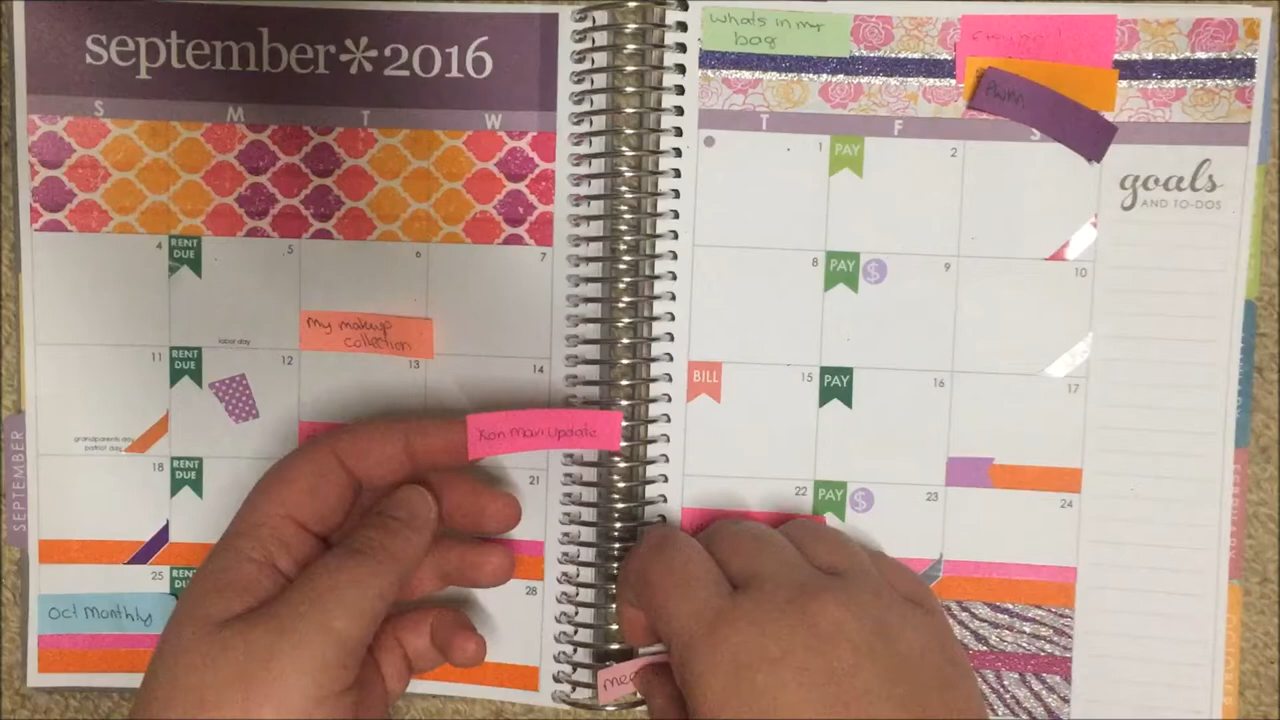 september*2016
S M T W
4 RENT DUE 5 6 7
labor day
my makeup
collection
11 RENT DUE 12 13 14
grandparents day
patriot day
18 RENT DUE 21
25 RENT 28
Oct Monthly
SEPTEMBER
KonMari update
whats in my
bag
PWM
T F S
1 PAY 2
goals
AND TO-DOS
8 PAY $ 9 10
BILL 15 PAY 16 17
22 PAY $ 23 24